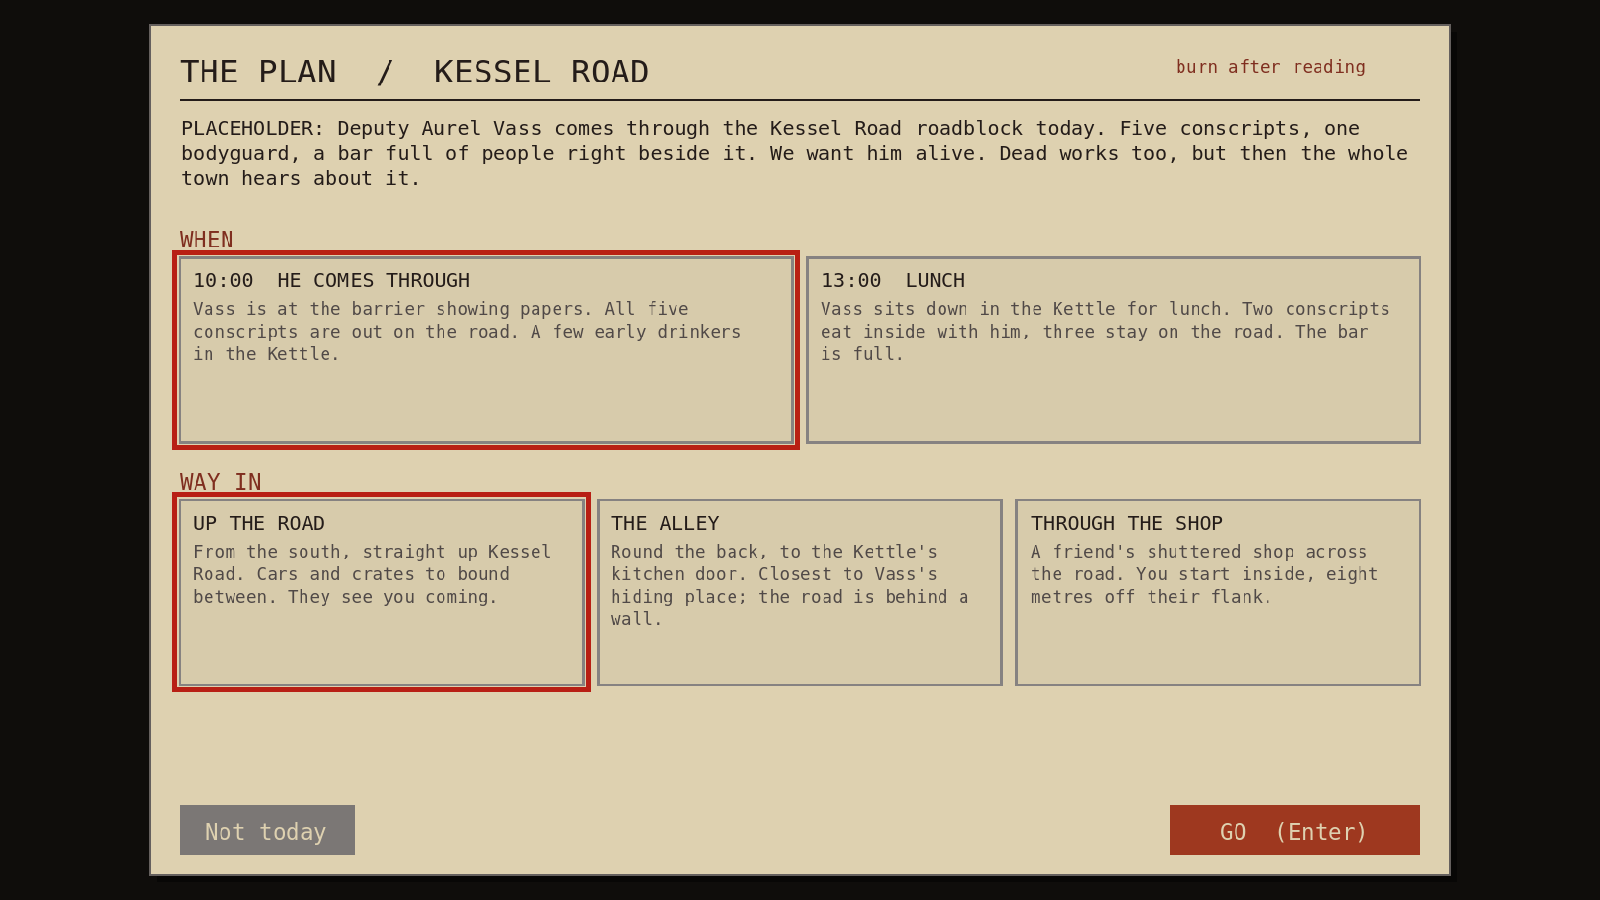 THE PLAN / KESSEL ROAD
burn after reading
PLACEHOLDER: Deputy Aurel Vass comes through the Kessel Road roadblock today. Five conscripts, one
bodyguard, a bar full of people right beside it. We want him alive. Dead works too, but then the whole
town hears about it.
WHEN
10:00 HE COMES THROUGH
Vass is at the barrier showing papers. All five
conscripts are out on the road. A few early drinkers
in the Kettle.
13:00 LUNCH
Vass sits down in the Kettle for lunch. Two conscripts
eat inside with him, three stay on the road. The bar
is full.
WAY IN
UP THE ROAD
From the south, straight up Kessel
Road. Cars and crates to bound
between. They see you coming.
THE ALLEY
Round the back, to the Kettle's
kitchen door. Closest to Vass's
hiding place; the road is behind a
wall.
THROUGH THE SHOP
A friend's shuttered shop across
the road. You start inside, eight
metres off their flank.
Not today
GO (Enter)